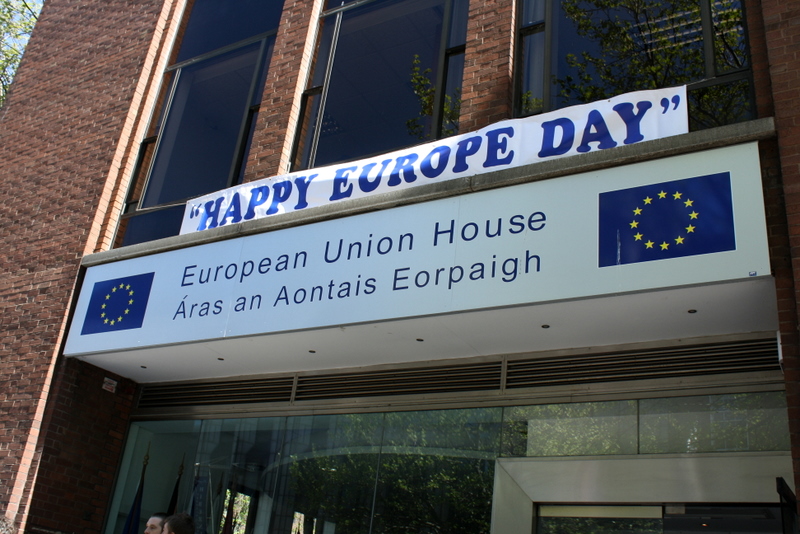 “HAPPY EUROPE DAY”
European Union House
Áras an Aontais Eorpaigh